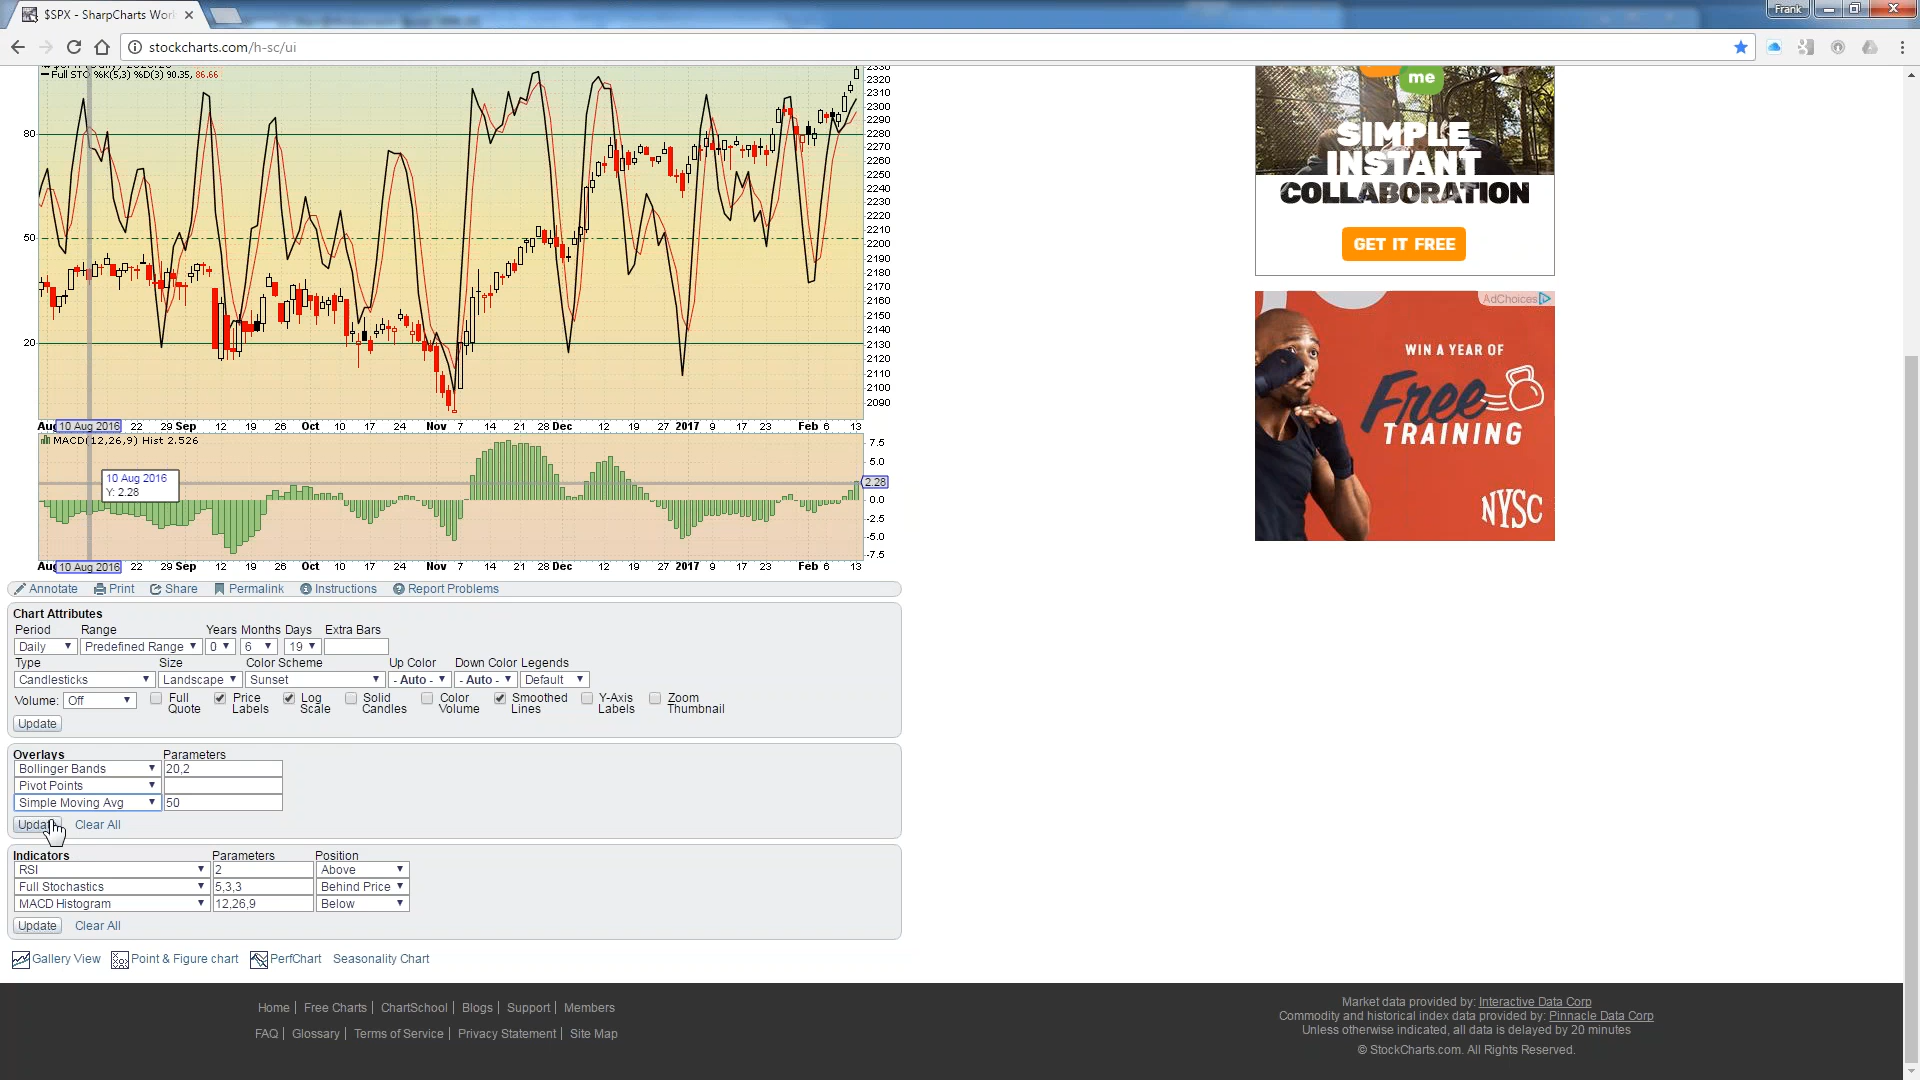 $SPX - SharpCharts Wor
Frank
stockcharts.com/h-sc/ui
Full STO %K(5,3) %D(3) 90.35, 86.66
80
50
20
2330
2320
2310
2300
2290
2280
2270
2260
2250
2240
2230
2220
2210
2200
2190
2180
2170
2160
2150
2140
2130
2120
2110
2100
2090
Aug 10 Aug 2016 22 29 Sep 12 19 26 Oct 10 17 24 Nov 7 14 21 28 Dec 12 19 27 2017 9 17 23 Feb 6 13
MACD(12,26,9) Hist 2.526
7.5
5.0
2.28
0.0
-2.5
-5.0
-7.5
10 Aug 2016
Y: 2.28
Aug 10 Aug 2016 22 29 Sep 12 19 26 Oct 10 17 24 Nov 7 14 21 28 Dec 12 19 27 2017 9 17 23 Feb 6 13
Annotate Print Share Permalink Instructions Report Problems
Chart Attributes
Period Range Years Months Days Extra Bars
Daily Predefined Range 0 6 19
Type Size Color Scheme Up Color Down Color Legends
Candlesticks Landscape Sunset - Auto - - Auto - Default
Volume: Off Full Quote Price Labels Log Scale Solid Candles Color Volume Smoothed Lines Y-Axis Labels Zoom Thumbnail
Update
Overlays Parameters
Bollinger Bands 20,2
Pivot Points
Simple Moving Avg 50
Update Clear All
Indicators Parameters Position
RSI 2 Above
Full Stochastics 5,3,3 Behind Price
MACD Histogram 12,26,9 Below
Update Clear All
Gallery View Point & Figure chart PerfChart Seasonality Chart
me
SIMPLE
INSTANT
COLLABORATION
GET IT FREE
AdChoices
WIN A YEAR OF
Free
TRAINING
NYSC
Home | Free Charts | ChartSchool | Blogs | Support | Members
FAQ | Glossary | Terms of Service | Privacy Statement | Site Map
Market data provided by: Interactive Data Corp
Commodity and historical index data provided by: Pinnacle Data Corp
Unless otherwise indicated, all data is delayed by 20 minutes
© StockCharts.com. All Rights Reserved.